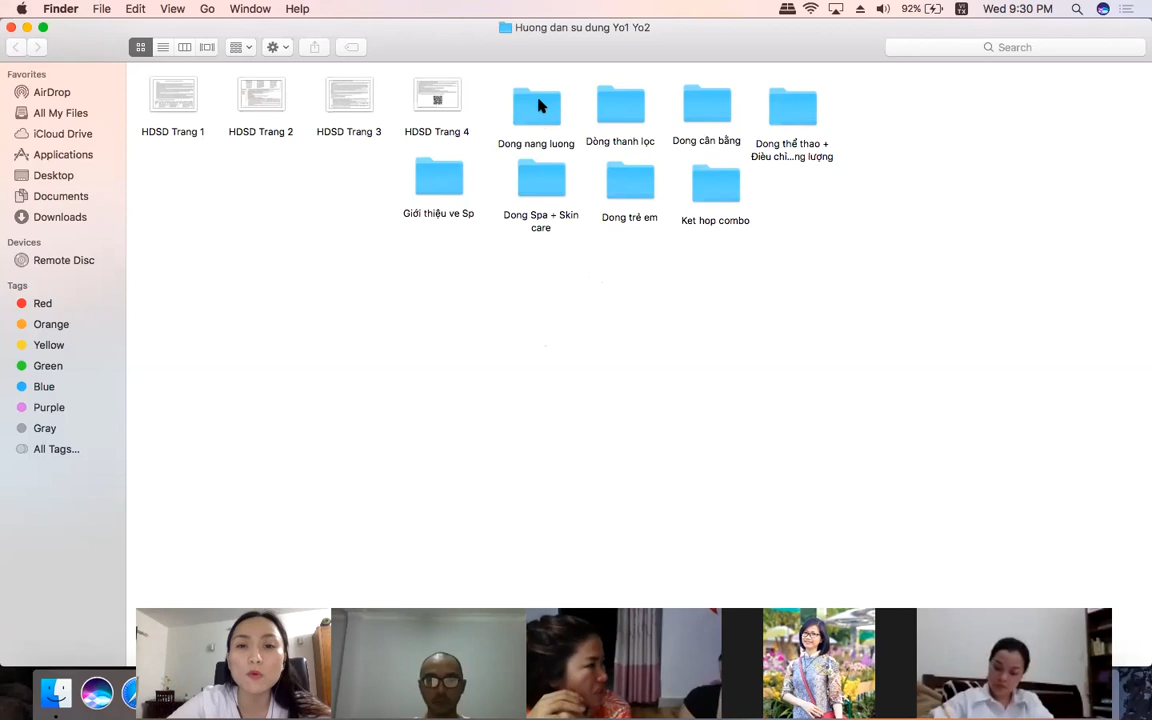 Finder File Edit View Go Window Help
92% VI TX Wed 9:30 PM
Huong dan su dung Yo1 Yo2
Search
Favorites
AirDrop
All My Files
iCloud Drive
Applications
Desktop
Documents
Downloads
Devices
Remote Disc
Tags
Red
Orange
Yellow
Green
Blue
Purple
Gray
All Tags...
HDSD Trang 1
HDSD Trang 2
HDSD Trang 3
HDSD Trang 4
Dong nang luong
Dòng thanh lọc
Dong cân bằng
Dong thể thao +
Điều chỉ...ng lượng
Giới thiệu ve Sp
Dong Spa + Skin
care
Dong trẻ em
Ket hop combo